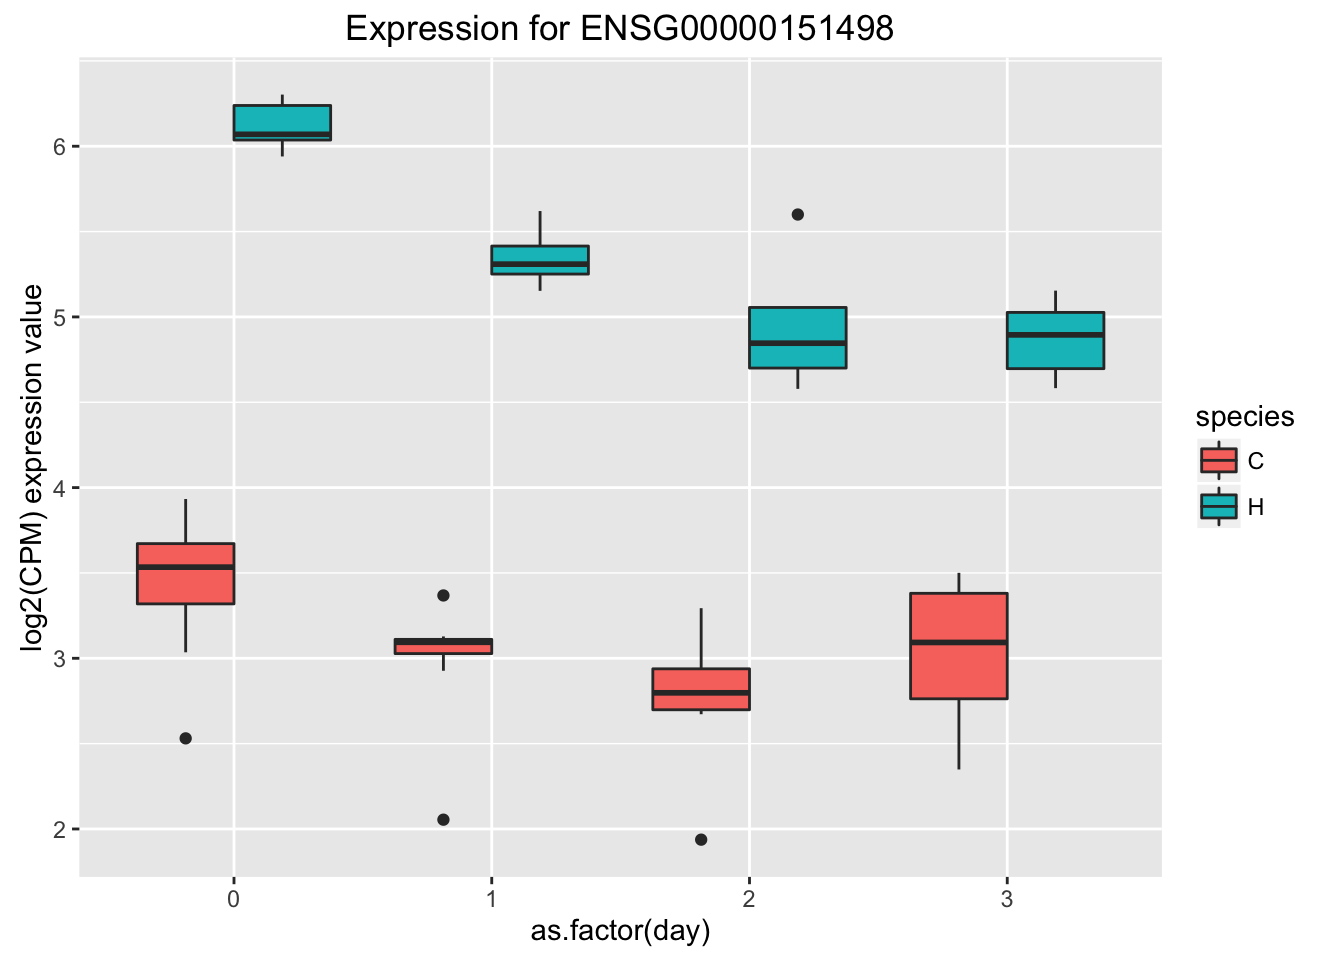 Expression for ENSG00000151498
log2(CPM) expression value
6
5
4
3
2
0 1 2 3
as.factor(day)
species
C
H